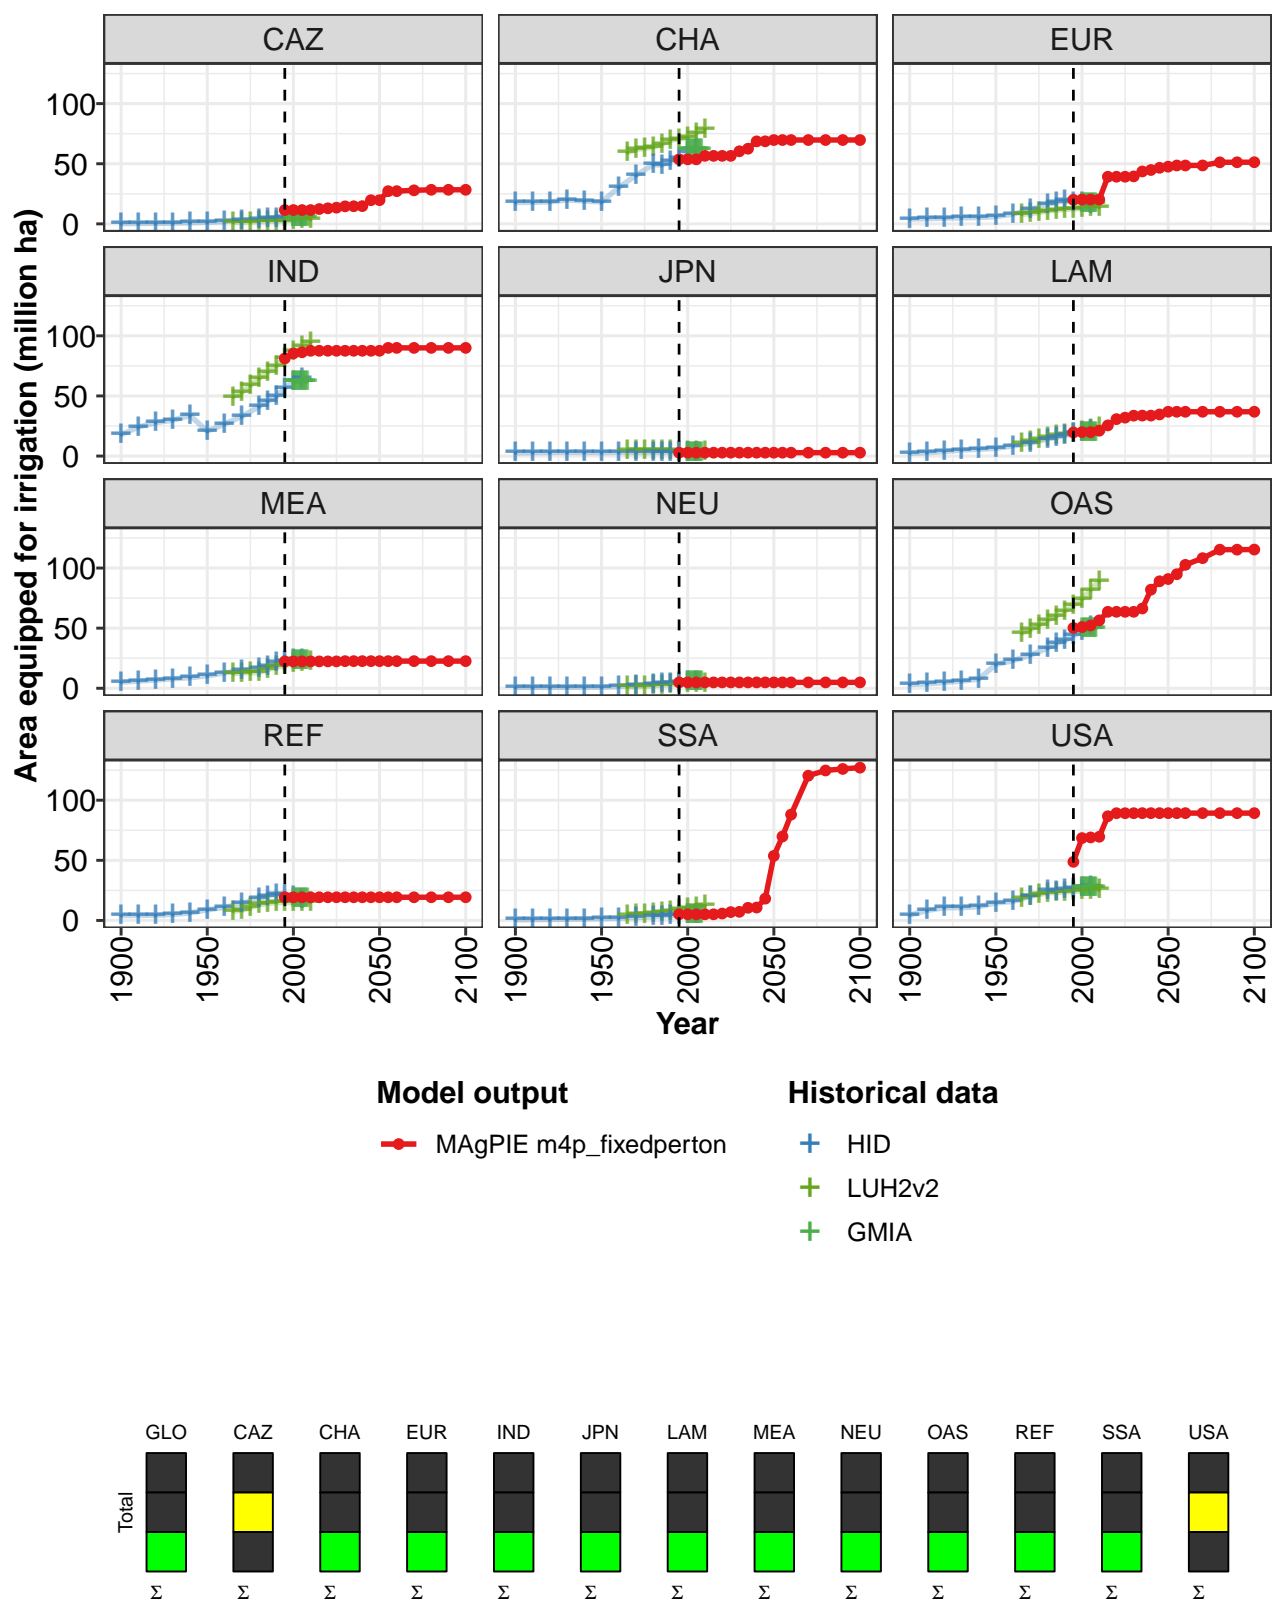 CAZ CHA EUR
100
50
0
IND JPN LAM
100
50
0
MEA NEU OAS
100
50
0
REF SSA USA
100
50
0
Area equipped for irrigation (million ha)
1900 1950 2000 2050 2100 1900 1950 2000 2050 2100 1900 1950 2000 2050 2100
Year
Model output
MAgPIE m4p_fixedperton
Historical data
HID
LUH2v2
GMIA
GLO CAZ CHA EUR IND JPN LAM MEA NEU OAS REF SSA USA
Total
Σ Σ Σ Σ Σ Σ Σ Σ Σ Σ Σ Σ Σ